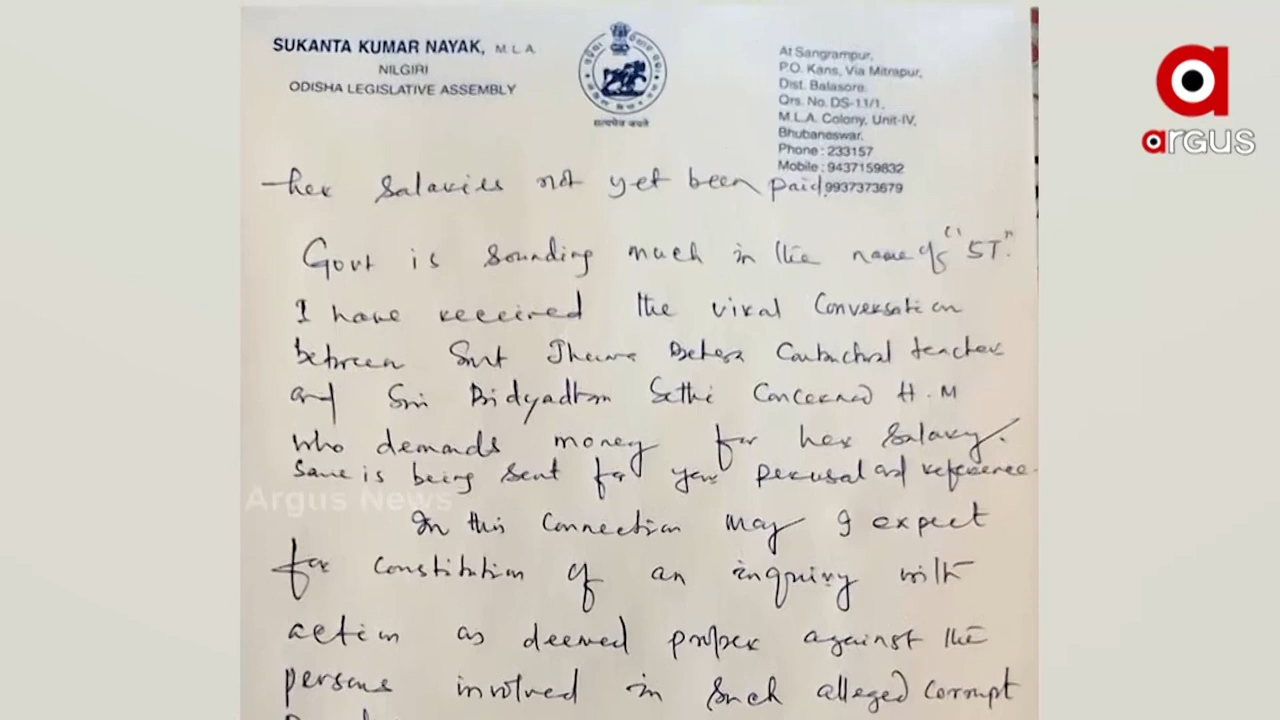 SUKANTA KUMAR NAYAK, M.L.A.
NILGIRI
ODISHA LEGISLATIVE ASSEMBLY
सत्यमेव जयते
At Sangrampur,
P.O. Kans, Via Mitrapur,
Dist. Balasore.
Qrs. No. DS-11/1,
M.L.A. Colony, Unit-IV,
Bhubaneswar.
Phone : 233157
Mobile : 9437159832
9937373679
argus
her salaries not yet been paid.
Govt is sounding much in the name of "5T".
I have received the viral Conversation
between Smt Behera Contractual teacher
and Sri Bidyadhar Sethi Concerned H.M
who demands money for her salary.
Same is being sent for your perusal and reference.
Argus News
In this connection may I expect
for constitution of an inquiry with
action as deemed proper against the
persons involved in such alleged corrupt